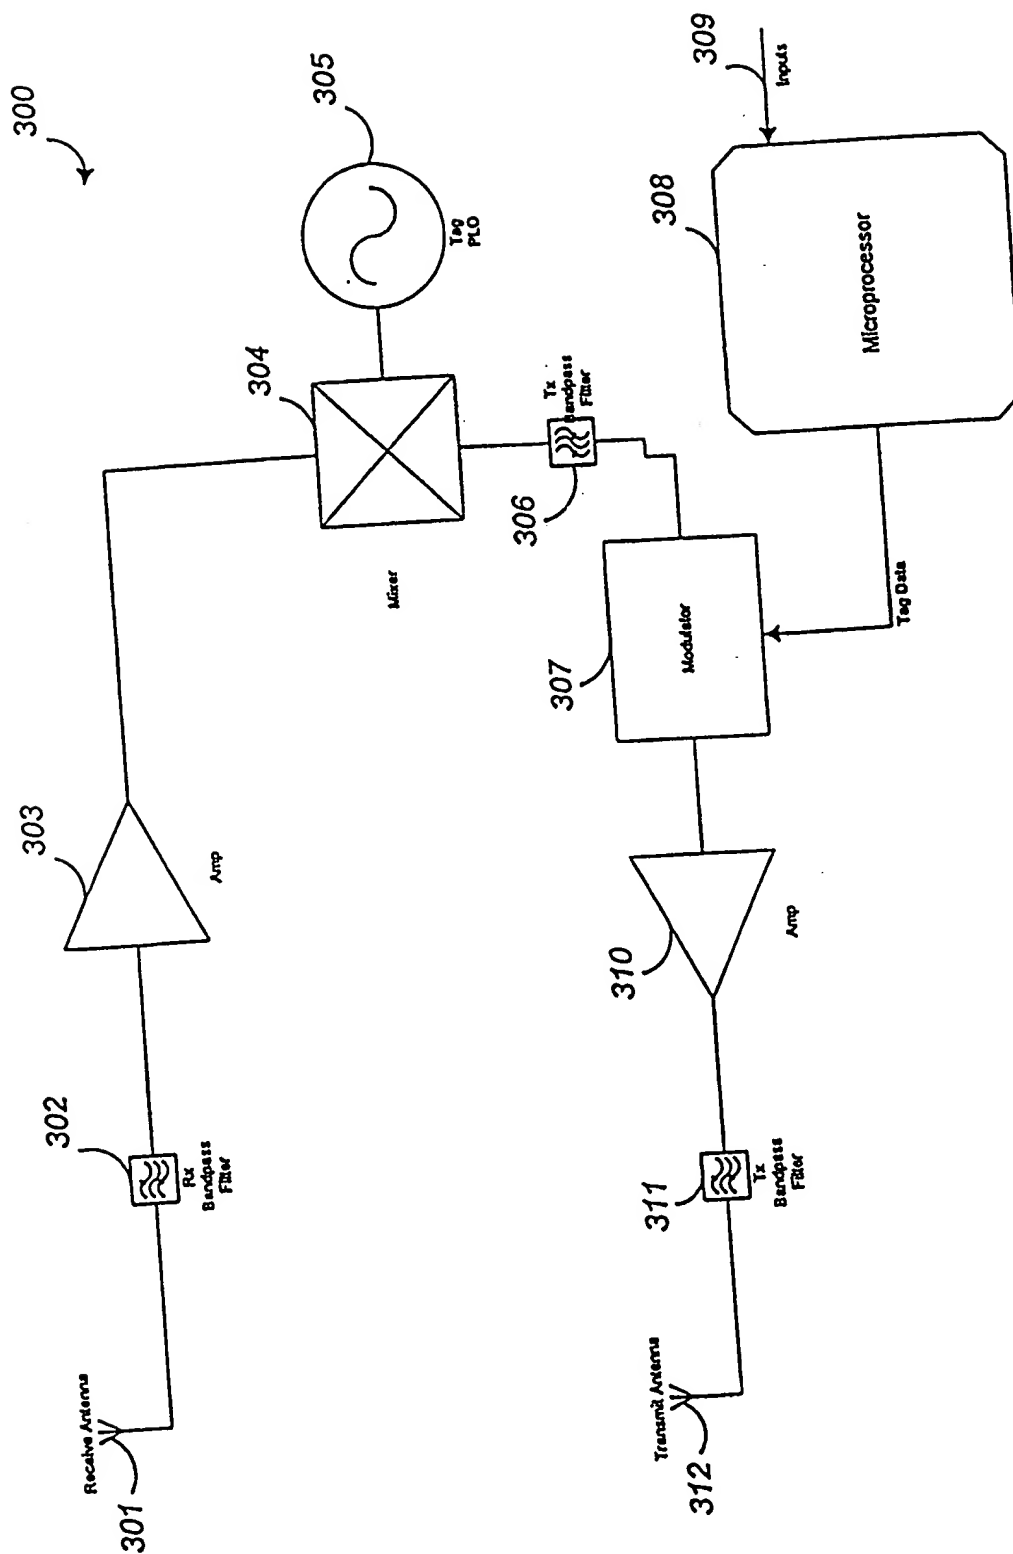 300
301
Receive Antenna
302
Rx
Bandpass
Filter
303
Amp
304
Mixer
305
Tag
PLO
306
Tx
Bandpass
Filter
307
Modulator
308
Microprocessor
309
Inputs
Tag Data
310
Amp
311
Tx
Bandpass
Filter
312
Transmit Antenna